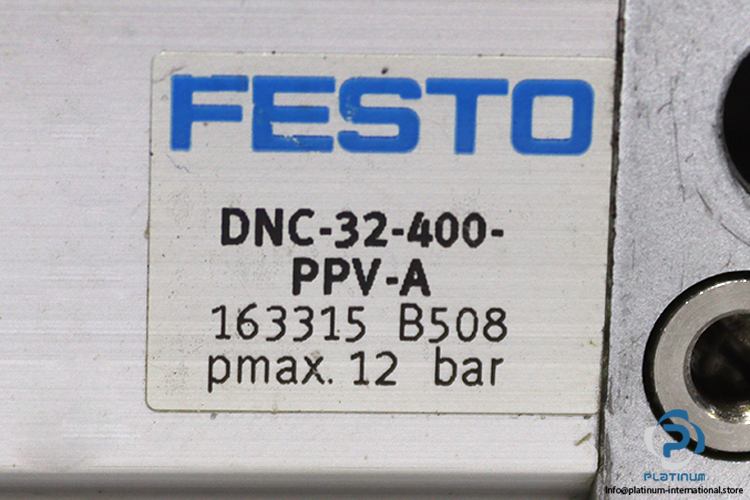 FESTO
DNC-32-400-
PPV-A
163315 B508
pmax. 12 bar
PLATINUM
Info@platinum-international.store